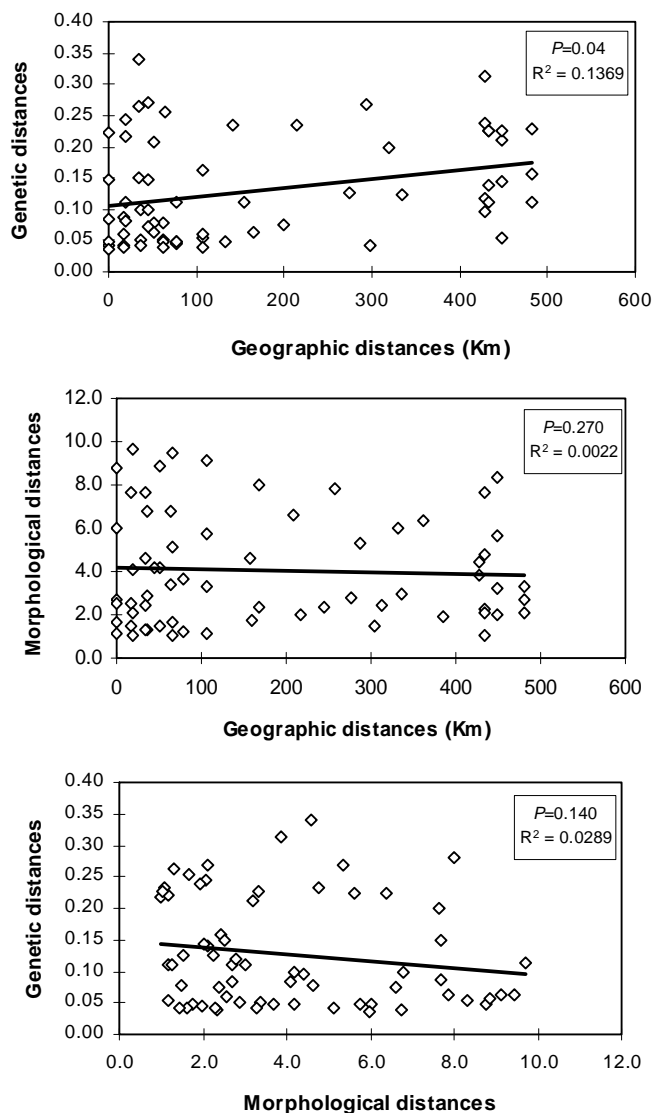 0.40
0.35
0.30
0.25
0.20
0.15
0.10
0.05
0.00
Genetic distances
P=0.04
R² = 0.1369
0 100 200 300 400 500 600
Geographic distances (Km)
12.0
10.0
8.0
6.0
4.0
2.0
0.0
Morphological distances
P=0.270
R² = 0.0022
0 100 200 300 400 500 600
Geographic distances (Km)
0.40
0.35
0.30
0.25
0.20
0.15
0.10
0.05
0.00
Genetic distances
P=0.140
R² = 0.0289
0.0 2.0 4.0 6.0 8.0 10.0 12.0
Morphological distances